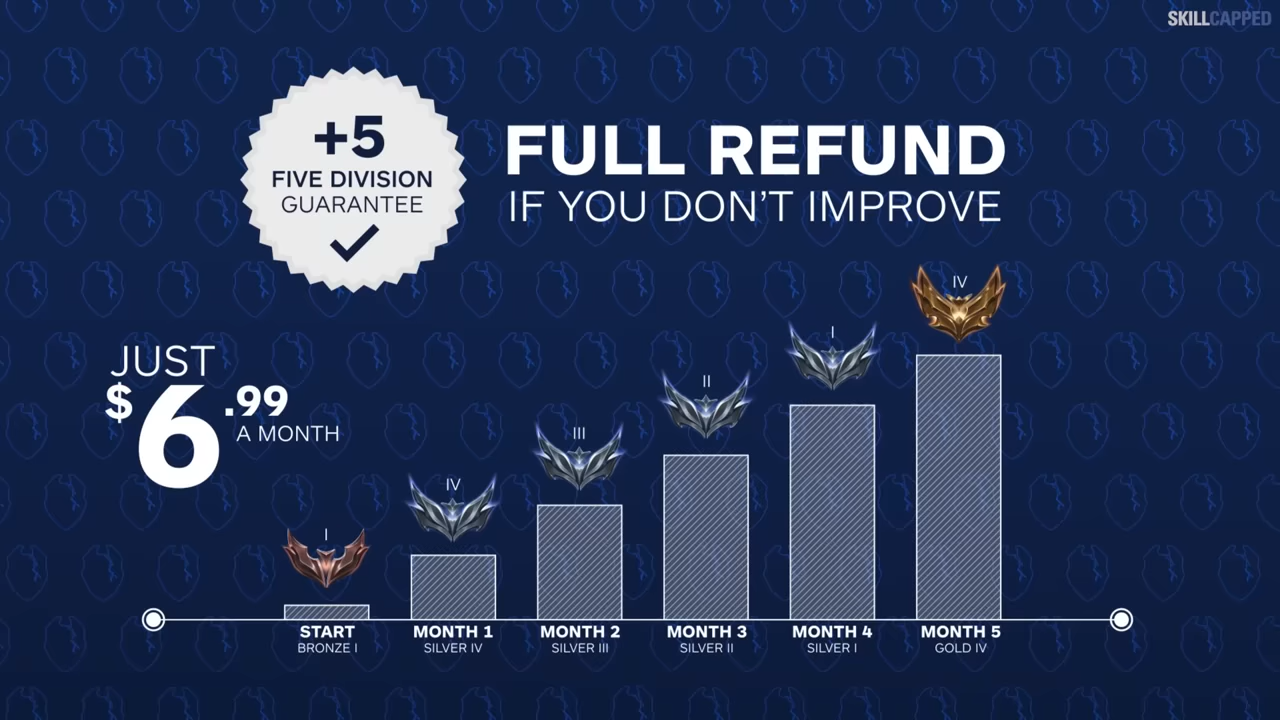 SKILLCAPPED
+5
FIVE DIVISION
GUARANTEE
FULL REFUND
IF YOU DON'T IMPROVE
JUST
$6.99
A MONTH
I
IV
III
II
I
IV
START
BRONZE I
MONTH 1
SILVER IV
MONTH 2
SILVER III
MONTH 3
SILVER II
MONTH 4
SILVER I
MONTH 5
GOLD IV